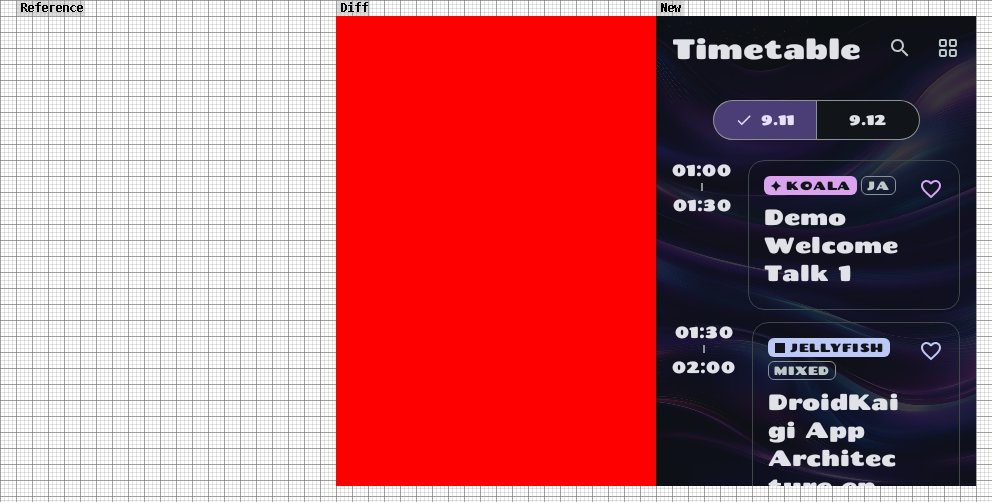 Reference
Diff
New
Timetable
9.11
9.12
01:00
01:30
KOALA
JA
Demo
Welcome
Talk 1
01:30
02:00
JELLYFISH
MIXED
DroidKai
gi App
Architec